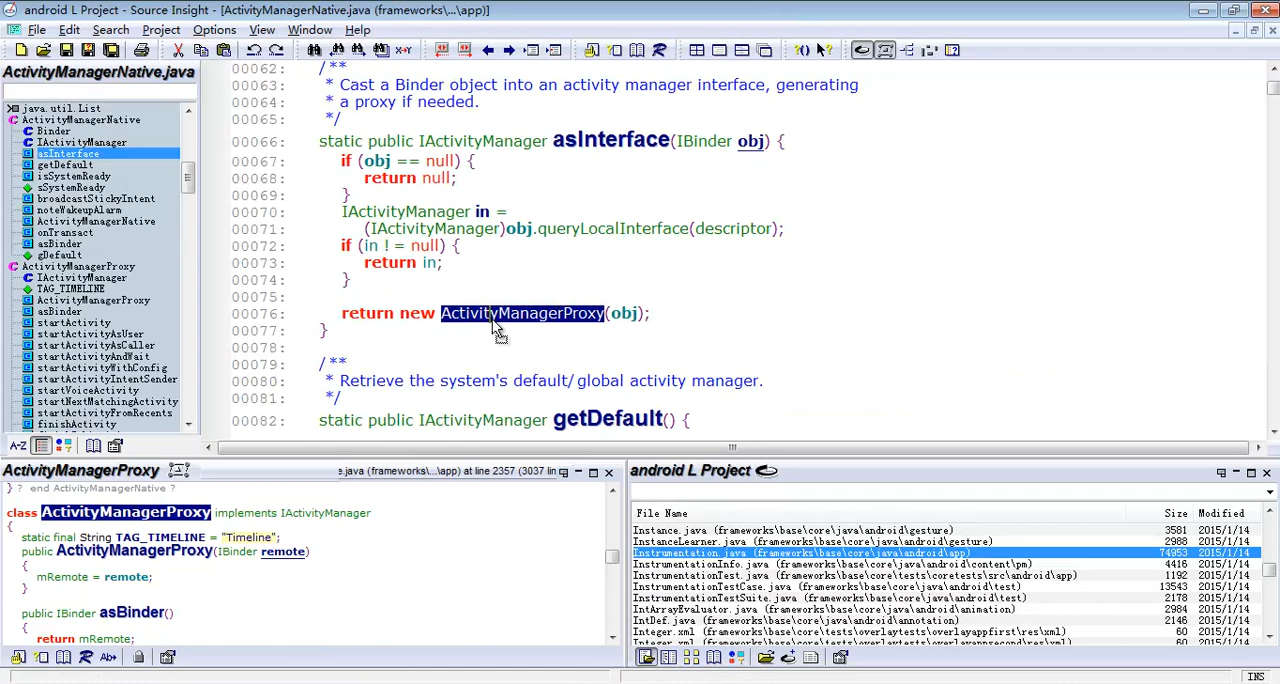 android L Project - Source Insight - [ActivityManagerNative.java (frameworks\...\app)]
File Edit Search Project Options View Window Help
ActivityManagerNative.java
java.util.List
ActivityManagerNative
Binder
IActivityManager
asInterface
getDefault
isSystemReady
sSystemReady
broadcastStickyIntent
noteWakeupAlarm
ActivityManagerNative
onTransact
asBinder
gDefault
ActivityManagerProxy
IActivityManager
TAG_TIMELINE
ActivityManagerProxy
asBinder
startActivity
startActivityAsUser
startActivityAsCaller
startActivityAndWait
startActivityWithConfig
startActivityIntentSender
startVoiceActivity
startNextMatchingActivity
startActivityFromRecents
finishActivity
A-Z
00062: /**
00063: * Cast a Binder object into an activity manager interface, generating
00064: * a proxy if needed.
00065: */
00066: static public IActivityManager asInterface(IBinder obj) {
00067: if (obj == null) {
00068: return null;
00069: }
00070: IActivityManager in =
00071: (IActivityManager)obj.queryLocalInterface(descriptor);
00072: if (in != null) {
00073: return in;
00074: }
00075:
00076: return new ActivityManagerProxy(obj);
00077: }
00078:
00079: /**
00080: * Retrieve the system's default/global activity manager.
00081: */
00082: static public IActivityManager getDefault() {
ActivityManagerProxy e.java (frameworks\...\app) at line 2357 (3037 lin
} ? end ActivityManagerNative ?
class ActivityManagerProxy implements IActivityManager
{
static final String TAG_TIMELINE = "Timeline";
public ActivityManagerProxy(IBinder remote)
{
mRemote = remote;
}
public IBinder asBinder()
{
return mRemote;
android L Project
File Name Size Modified
Instance.java (frameworks\base\core\java\android\gesture) 3581 2015/1/14
InstanceLearner.java (frameworks\base\core\java\android\gesture) 2988 2015/1/14
Instrumentation.java (frameworks\base\core\java\android\app) 74953 2015/1/14
InstrumentationInfo.java (frameworks\base\core\java\android\content\pm) 4416 2015/1/14
InstrumentationTest.java (frameworks\base\core\tests\coretests\src\android\app) 1192 2015/1/14
InstrumentationTestCase.java (frameworks\base\core\java\android\test) 13543 2015/1/14
InstrumentationTestSuite.java (frameworks\base\core\java\android\test) 2178 2015/1/14
IntArrayEvaluator.java (frameworks\base\core\java\android\animation) 2984 2015/1/14
IntDef.java (frameworks\base\core\java\android\annotation) 2146 2015/1/14
Integer.xml (frameworks\base\core\tests\overlaytests\overlayappfirst\res\xml) 60 2015/1/14
INS